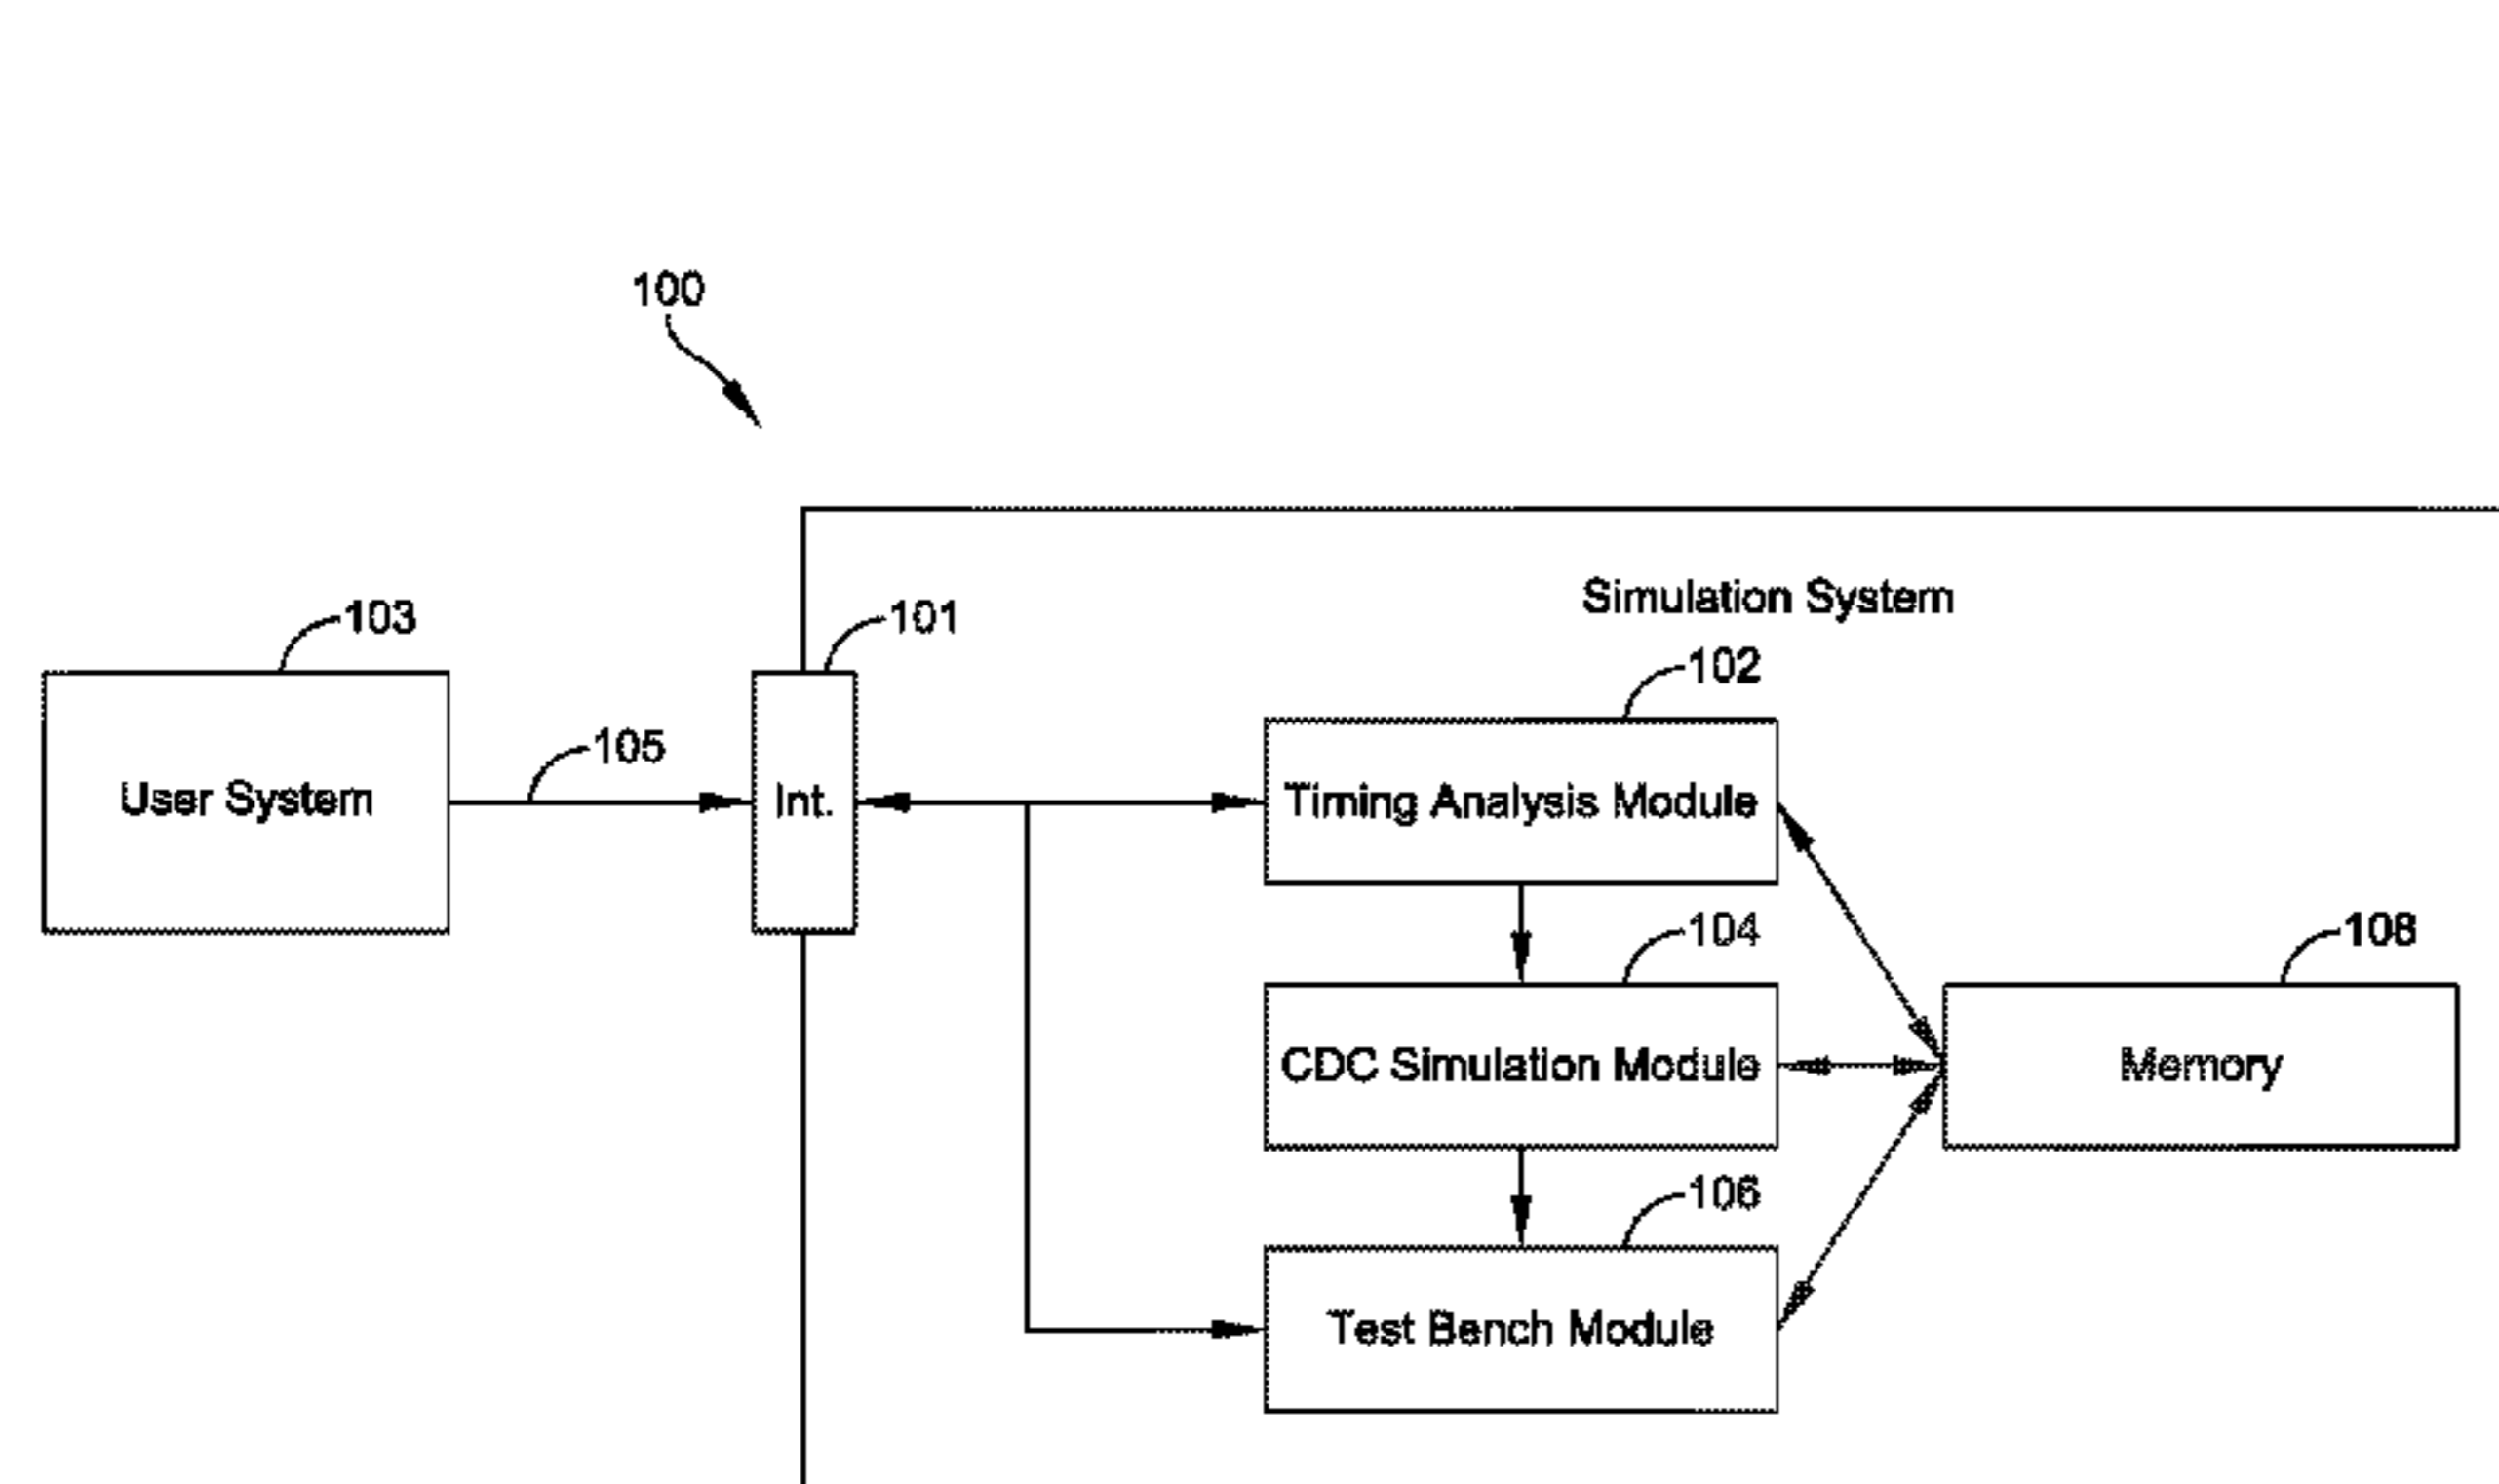 100
Simulation System
103
101
102
105
User System
Int.
Timing Analysis Module
104
108
CDC Simulation Module
Memory
106
Test Bench Module